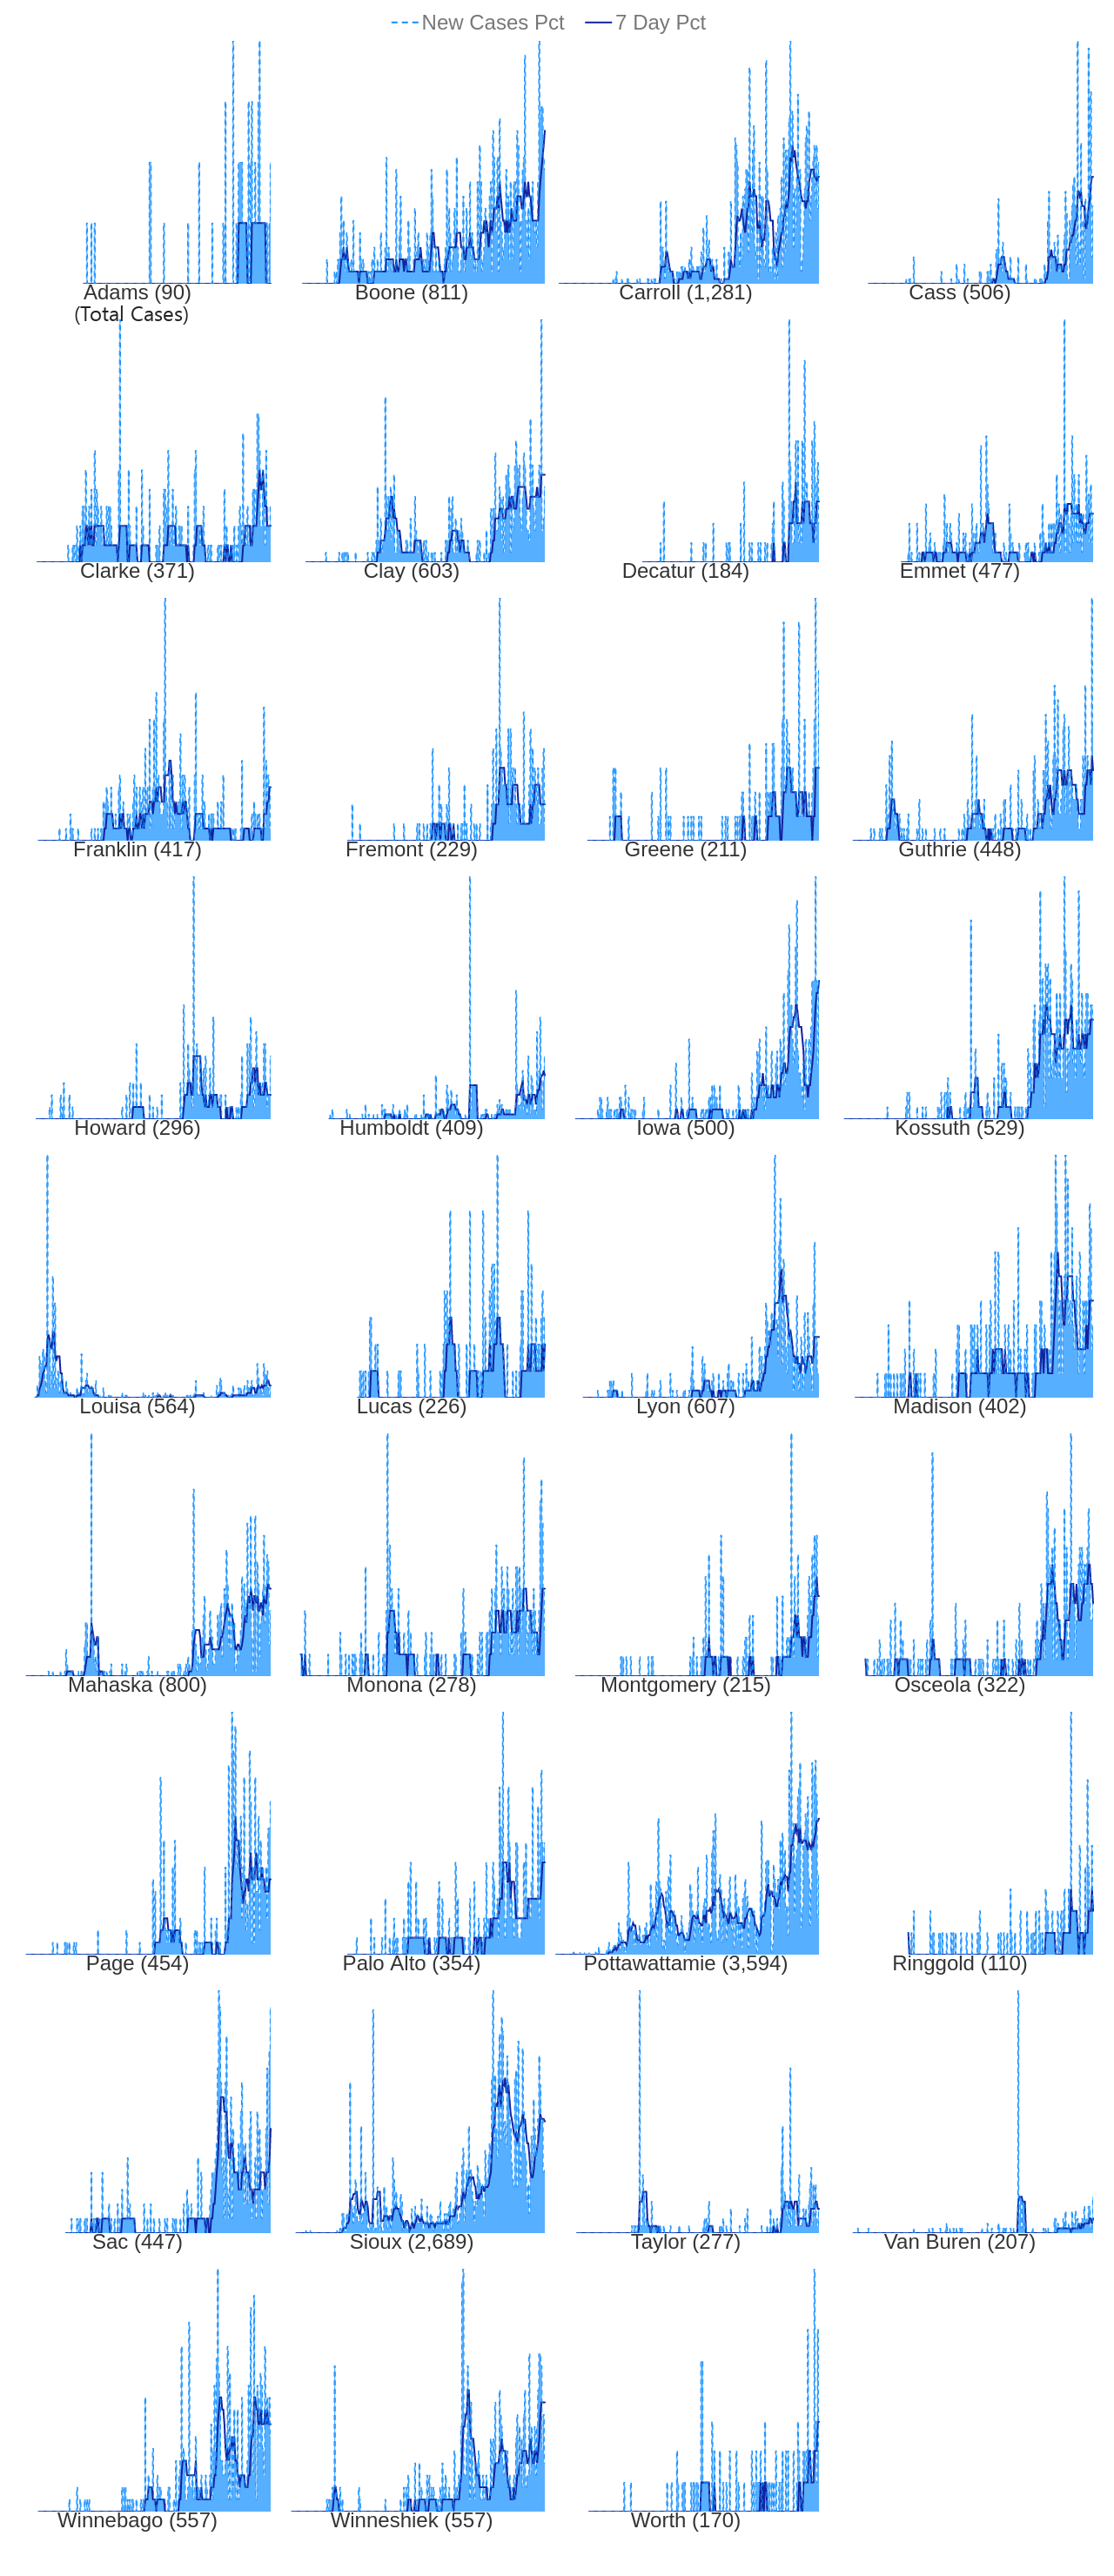 New Cases Pct 7 Day Pct
Adams (90) Boone (811) Carroll (1,281) Cass (506)
(Total Cases)
Clarke (371) Clay (603) Decatur (184) Emmet (477)
Franklin (417) Fremont (229) Greene (211) Guthrie (448)
Howard (296) Humboldt (409) Iowa (500) Kossuth (529)
Louisa (564) Lucas (226) Lyon (607) Madison (402)
Mahaska (800) Monona (278) Montgomery (215) Osceola (322)
Page (454) Palo Alto (354) Pottawattamie (3,594) Ringgold (110)
Sac (447) Sioux (2,689) Taylor (277) Van Buren (207)
Winnebago (557) Winnesniek (557) Worth (170)